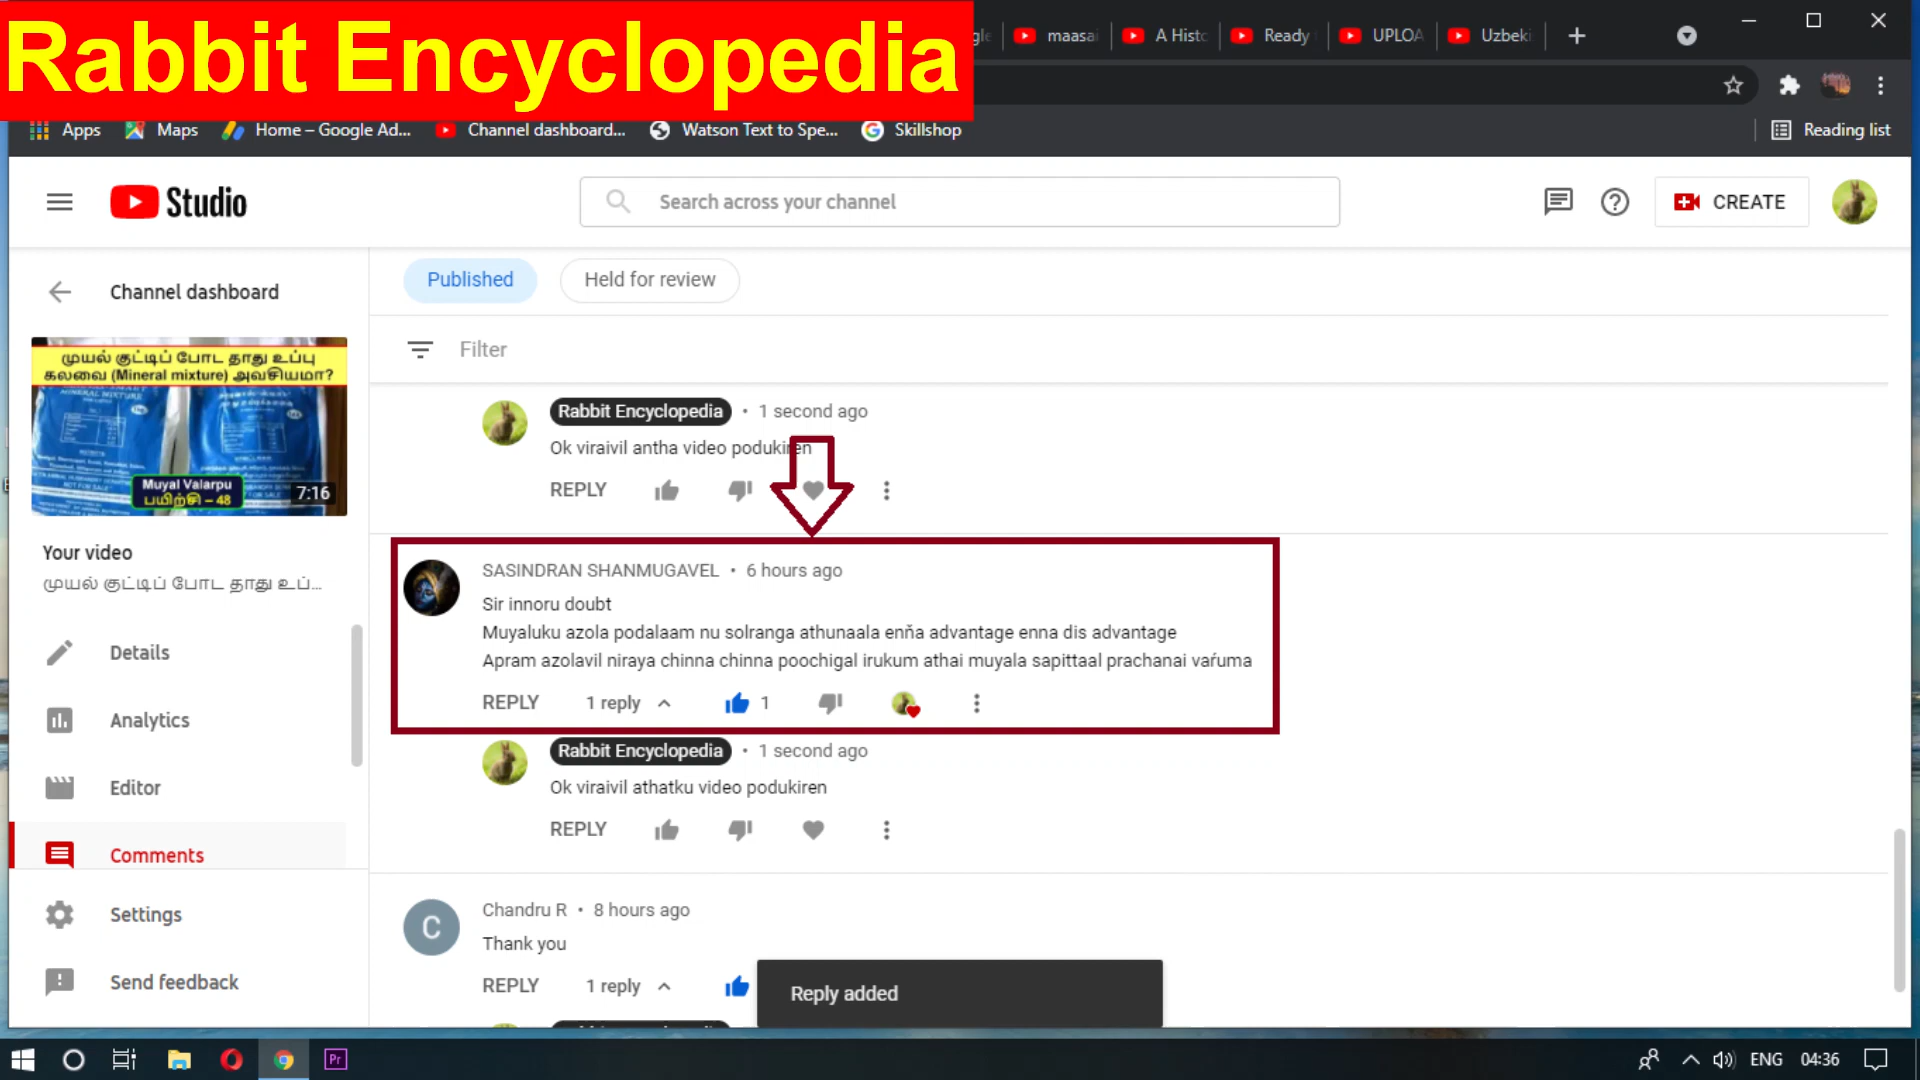 Rabbit Encyclopedia
maasai
A Histo
Ready
UPLOA
Uzbeki
Apps
Maps
Home – Google Ad...
Channel dashboard...
Watson Text to Spe...
Skillshop
Reading list
Studio
Search across your channel
CREATE
Channel dashboard
Published
Held for review
Filter
முயல் குட்டிப் போட தாது உப்பு
கலவை (Mineral mixture) அவசியமா?
MINERAL MIXTURE
Muyal Valarpu
பயிற்சி – 48
7:16
Your video
முயல் குட்டிப் போட தாது உப்...
Details
Analytics
Editor
Comments
Settings
Send feedback
Rabbit Encyclopedia • 1 second ago
Ok viraivil antha video podukiren
REPLY
SASINDRAN SHANMUGAVEL • 6 hours ago
Sir innoru doubt
Muyaluku azola podalaam nu solranga athunaala enňa advantage enna dis advantage
Apram azolavil niraya chinna chinna poochigal irukum athai muyala sapittaal prachanai vaŕuma
REPLY 1 reply 1
Rabbit Encyclopedia • 1 second ago
Ok viraivil athatku video podukiren
REPLY
C
Chandru R • 8 hours ago
Thank you
REPLY 1 reply
Reply added
Pr
ENG 04:36